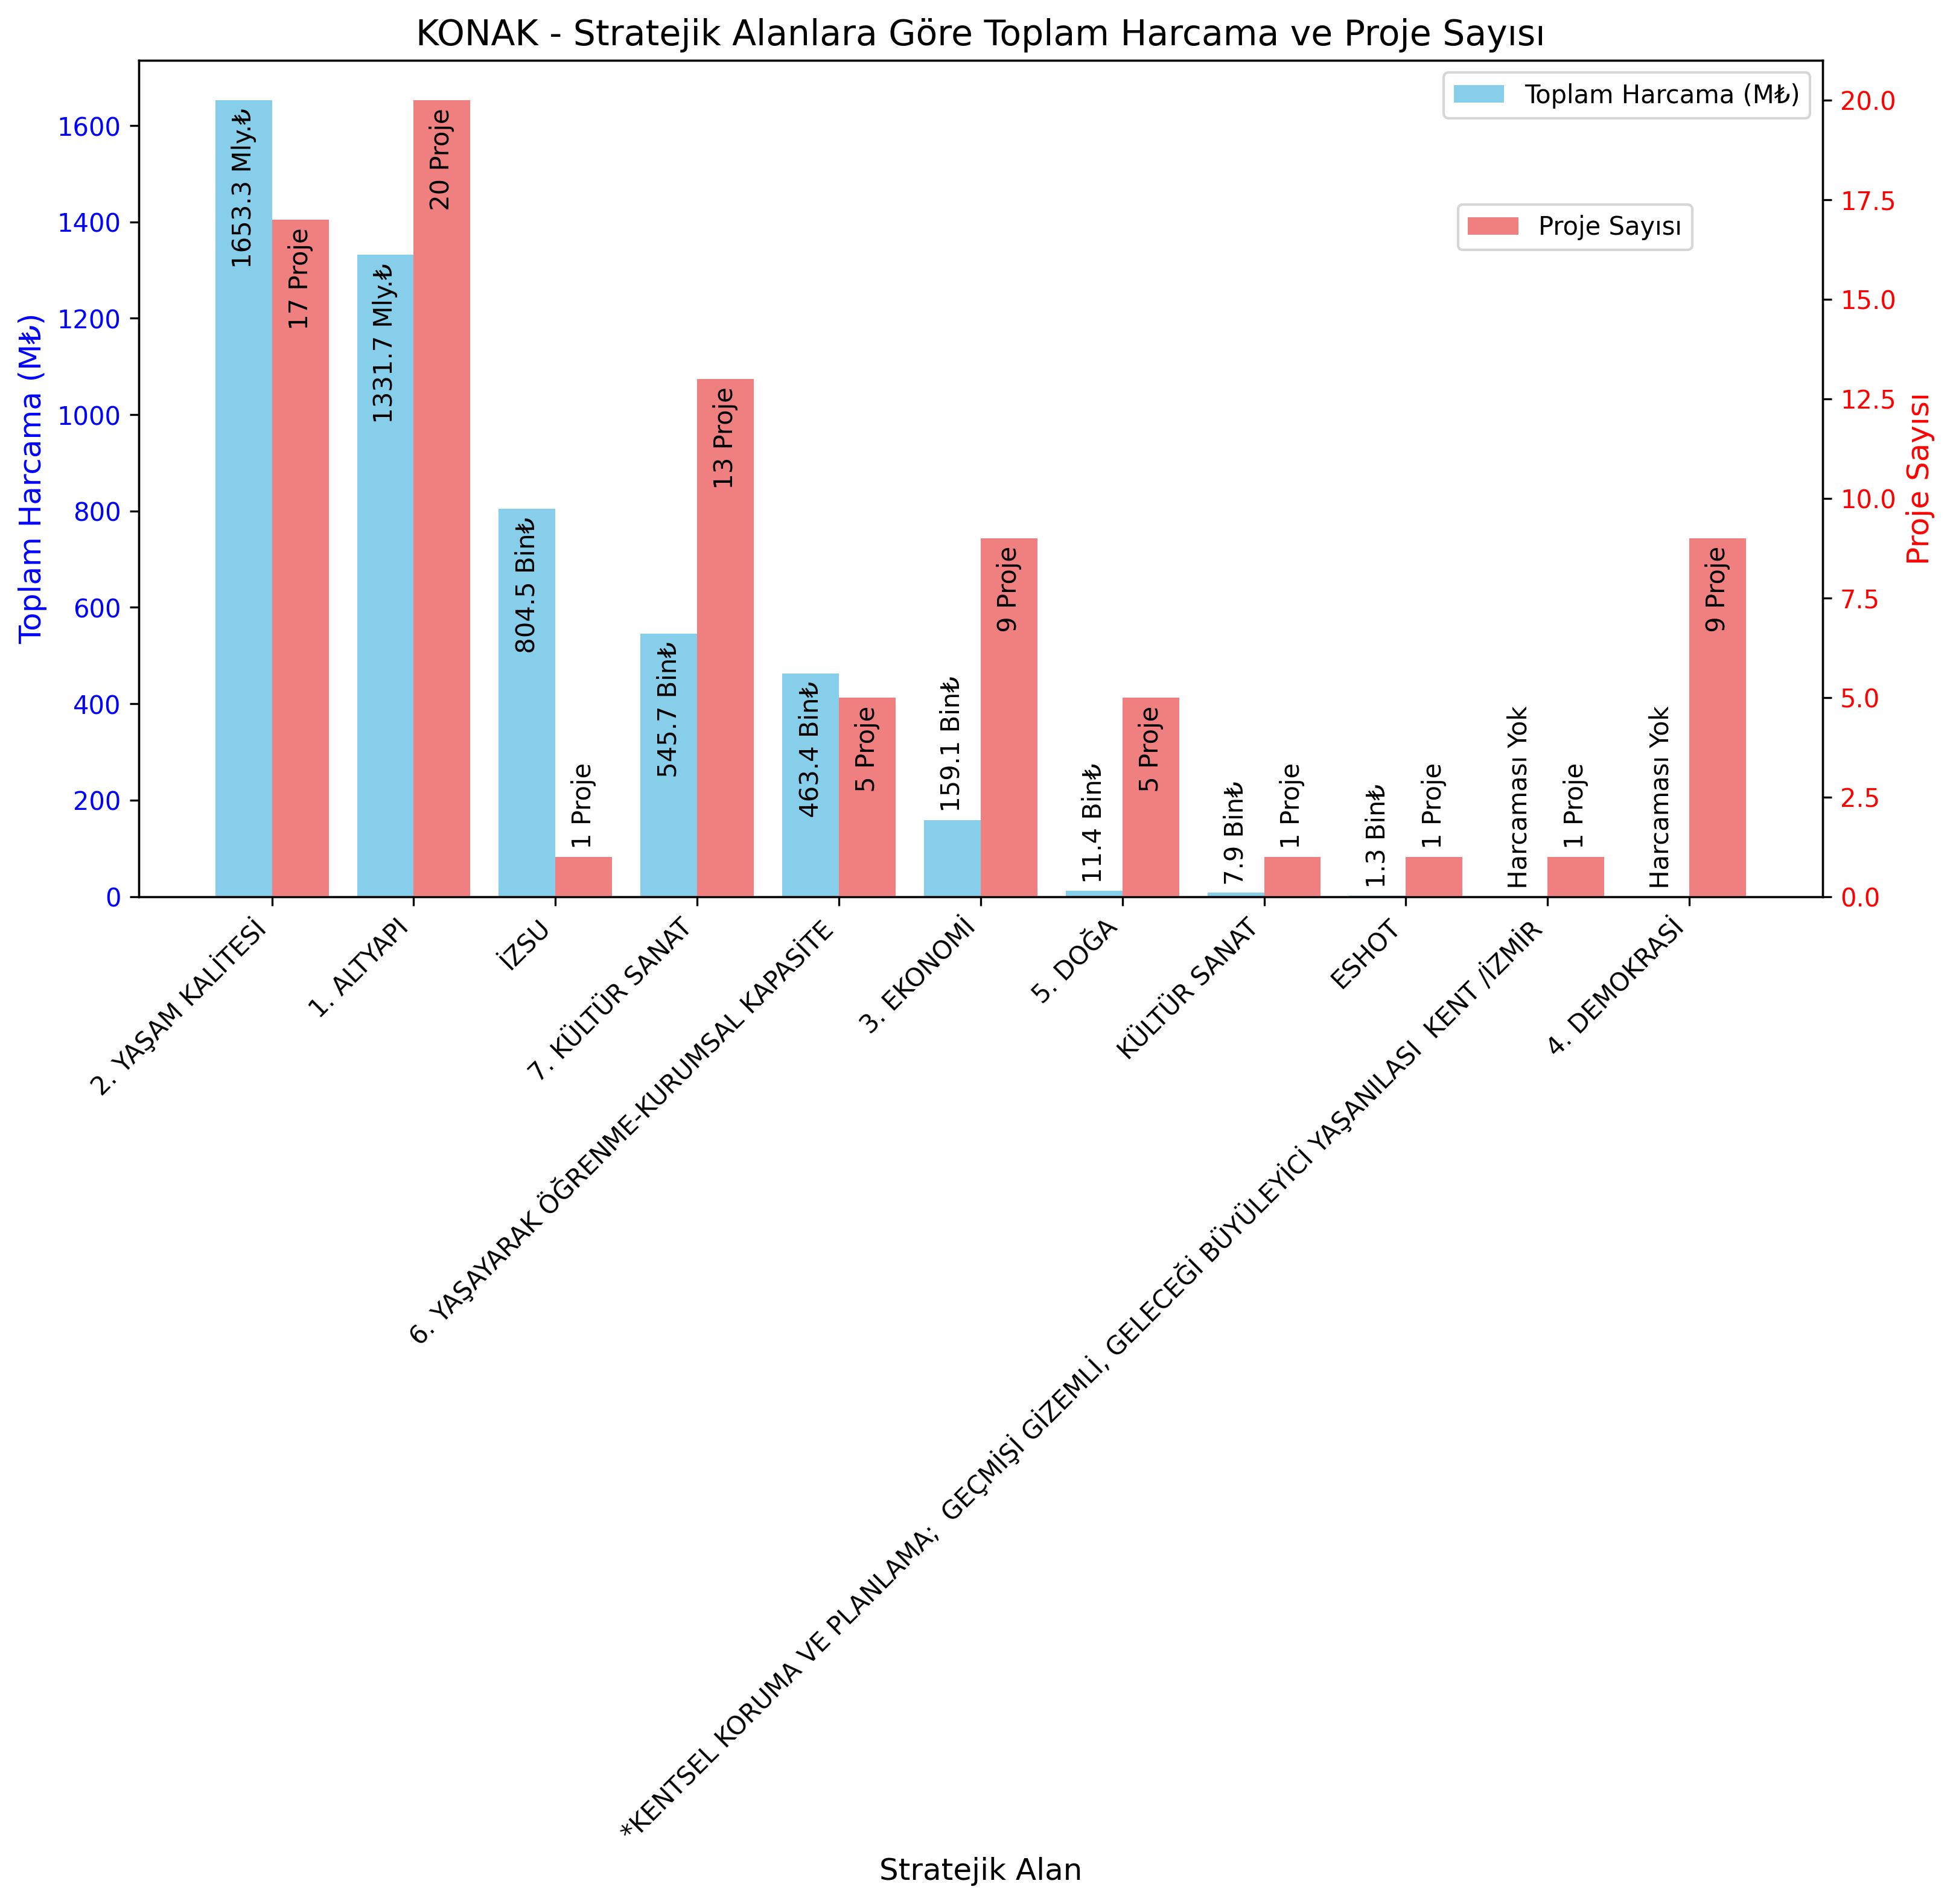 KONAK - Stratejik Alanlara Göre Toplam Harcama ve Proje Sayısı
Toplam Harcama (M₺)
Proje Sayısı
Toplam Harcama (M₺)
1600
1400
1200
1000
800
600
400
200
0
1653.3 Mly.₺
17 Proje
1331.7 Mly.₺
20 Proje
804.5 Bin₺
1 Proje
545.7 Bin₺
13 Proje
463.4 Bin₺
5 Proje
159.1 Bin₺
9 Proje
11.4 Bin₺
5 Proje
7.9 Bin₺
1 Proje
1.3 Bin₺
1 Proje
Harcaması Yok
1 Proje
Harcaması Yok
9 Proje
20.0
17.5
15.0
12.5
10.0
7.5
5.0
2.5
0.0
Proje Sayısı
2. YAŞAM KALİTESİ
1. ALTYAPI
İZSU
7. KÜLTÜR SANAT
6. YAŞAYARAK ÖĞRENME-KURUMSAL KAPASİTE
3. EKONOMİ
5. DOĞA
KÜLTÜR SANAT
ESHOT
*KENTSEL KORUMA VE PLANLAMA;  GEÇMİŞİ GİZEMLİ, GELECEĞİ BÜYÜLEYİCİ YAŞANILASI  KENT /İZMİR
4. DEMOKRASİ
Stratejik Alan